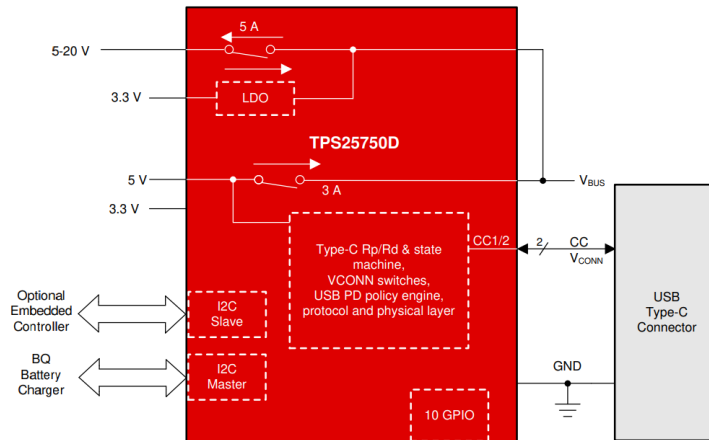 5 A
5-20 V
3.3 V
LDO
TPS25750D
5 V
3 A
VBUS
3.3 V
Type-C Rp/Rd & state
machine,
VCONN switches,
USB PD policy engine,
protocol and physical layer
CC1/2
2
CC
VCONN
USB
Type-C
Connector
Optional
Embedded
Controller
I2C
Slave
BQ
Battery
Charger
I2C
Master
GND
10 GPIO